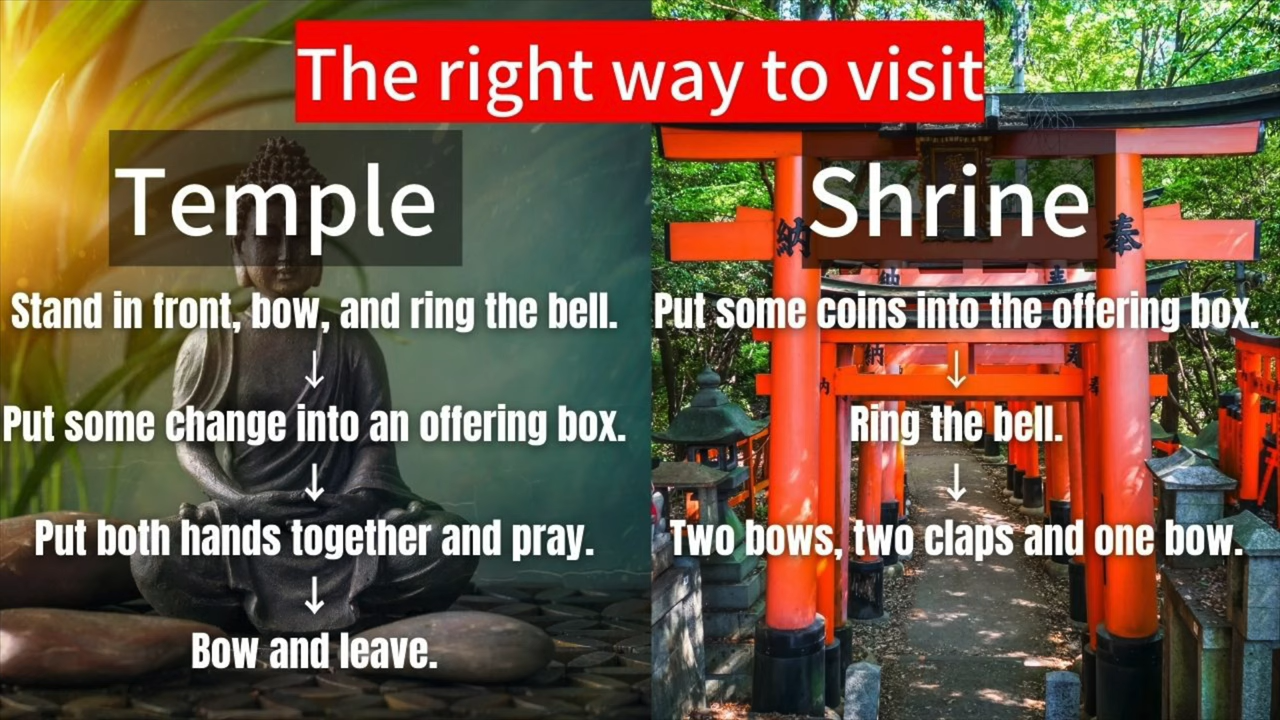 The right way to visit
Temple
Stand in front, bow, and ring the bell.
↓
Put some change into an offering box.
↓
Put both hands together and pray.
↓
Bow and leave.
Shrine
納
奉
Put some coins into the offering box.
↓
Ring the bell.
↓
Two bows, two claps and one bow.